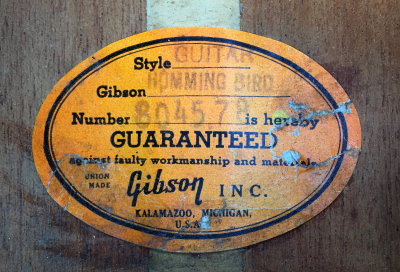 Style GUITAR
Gibson HUMMING BIRD
Number 804578 is hereby
GUARANTEED
against faulty workmanship and materials.
UNION
MADE
Gibson INC.
KALAMAZOO, MICHIGAN,
U.S.A.